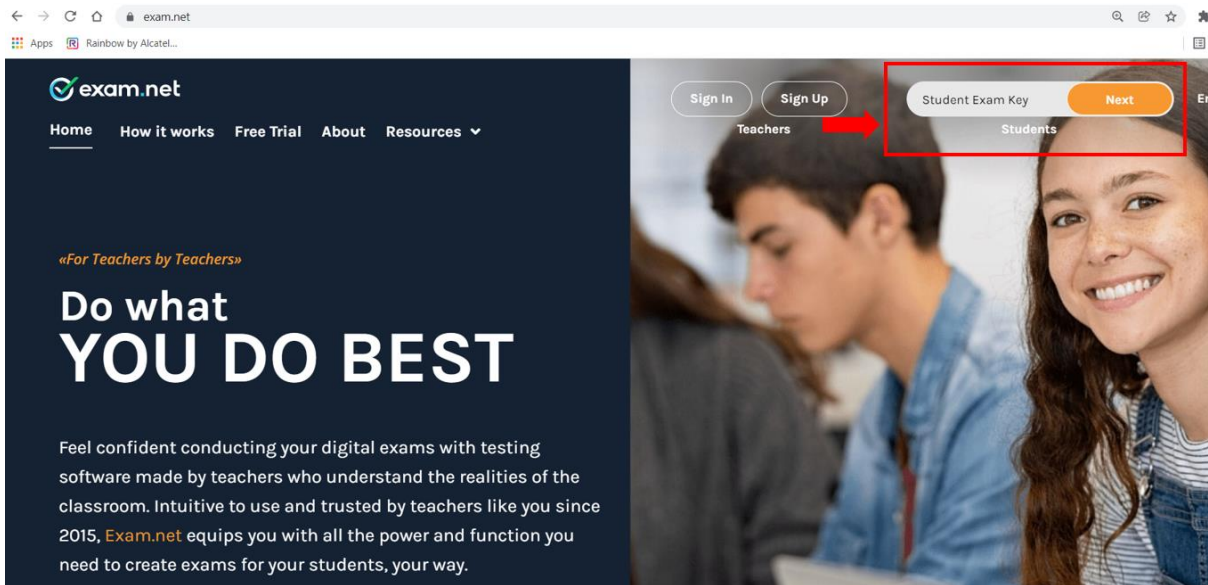 exam.net
Apps Rainbow by Alcatel...
exam.net
Sign In Sign Up Student Exam Key Next
Teachers Students
Home How it works Free Trial About Resources
«For Teachers by Teachers»
Do what
YOU DO BEST
Feel confident conducting your digital exams with testing
software made by teachers who understand the realities of the
classroom. Intuitive to use and trusted by teachers like you since
2015, Exam.net equips you with all the power and function you
need to create exams for your students, your way.